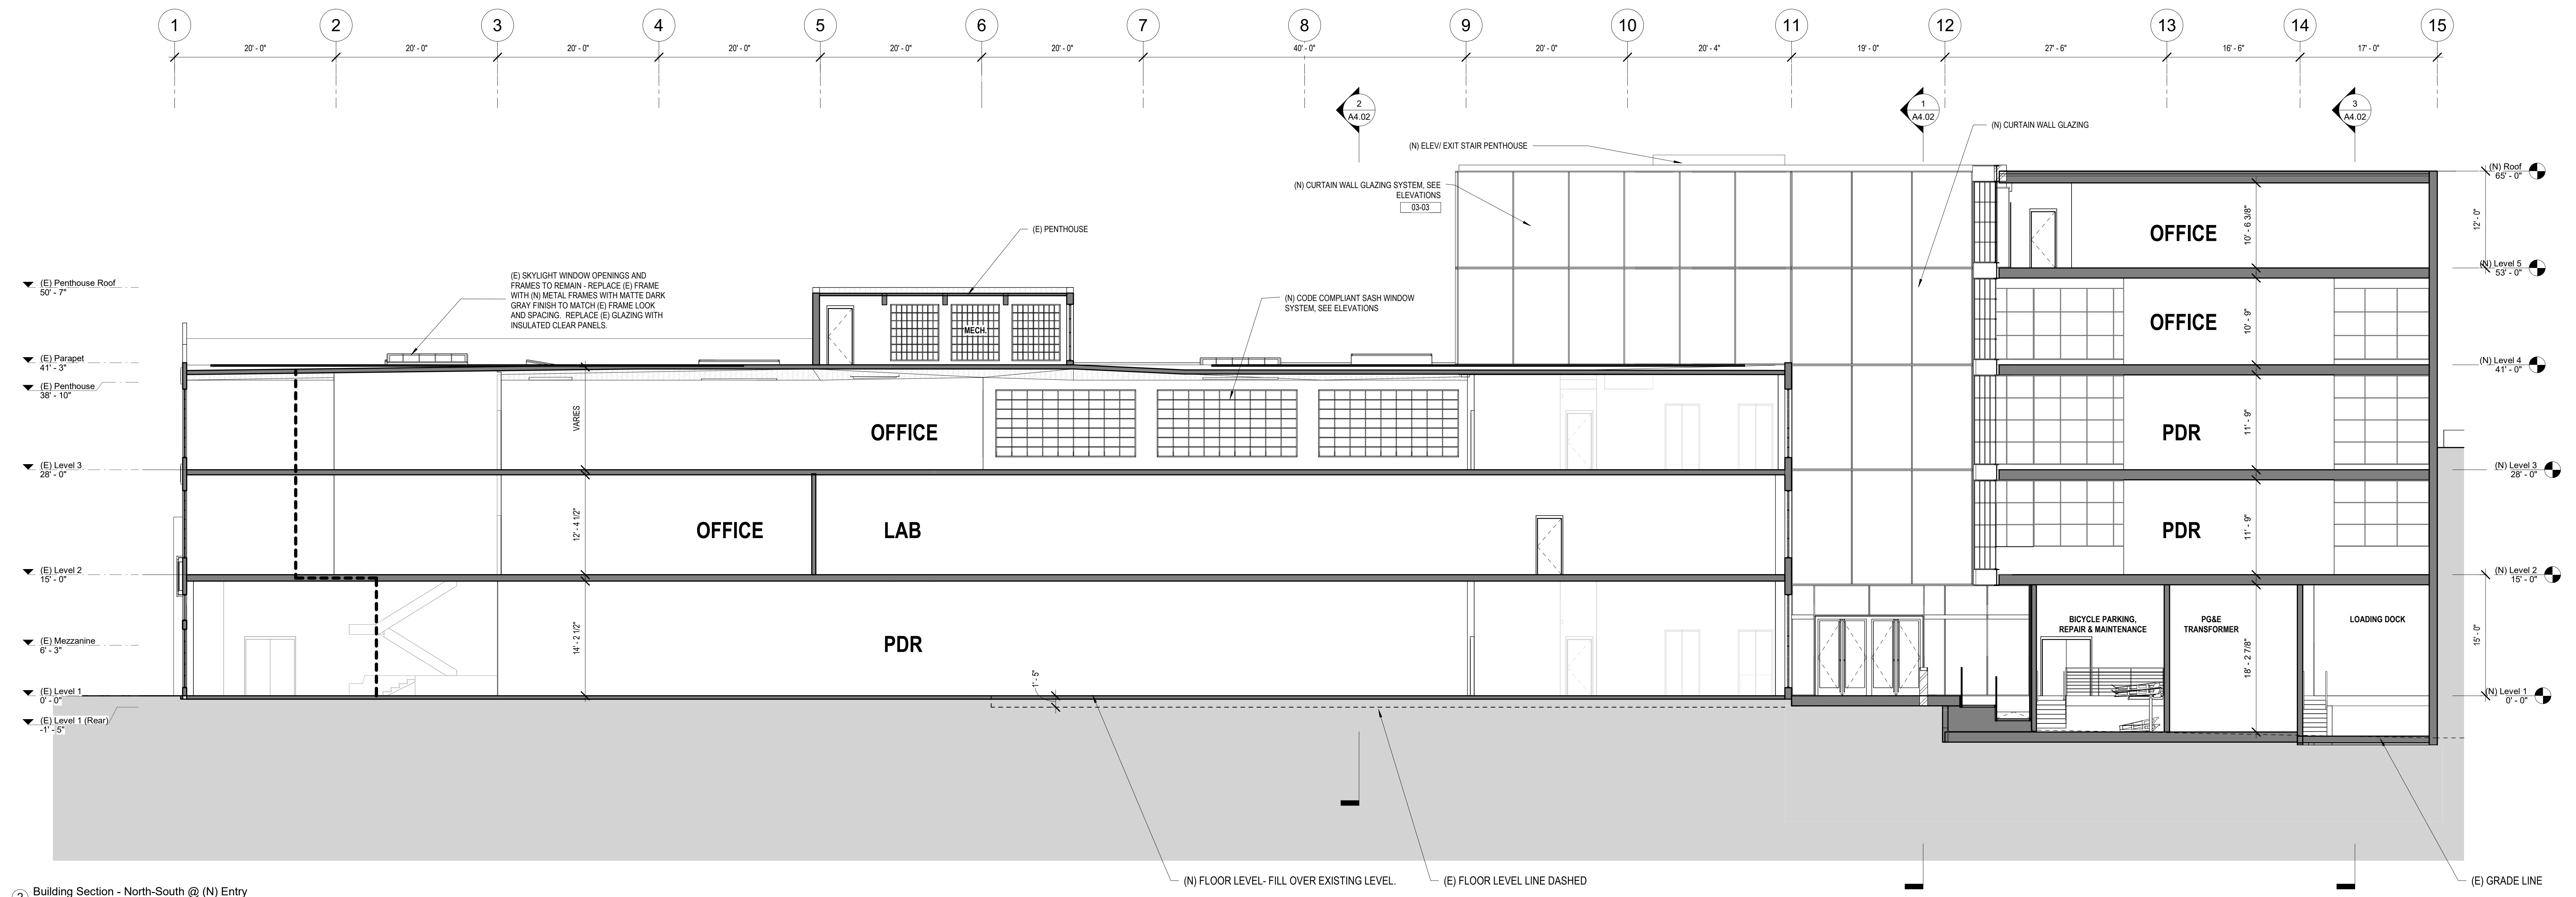 1 2 3 4 5 6 7 8 9 10 11 12 13 14 15
20' - 0" 20' - 0" 20' - 0" 20' - 0" 20' - 0" 20' - 0" 40' - 0" 20' - 0" 20' - 4" 19' - 0" 27' - 6" 16' - 6" 17' - 0"
2
A4.02
1
A4.02
3
A4.02
(N) CURTAIN WALL GLAZING
(N) ELEV/ EXIT STAIR PENTHOUSE
(N) CURTAIN WALL GLAZING SYSTEM, SEE
ELEVATIONS
03-03
(E) PENTHOUSE
(E) SKYLIGHT WINDOW OPENINGS AND
FRAMES TO REMAIN - REPLACE (E) FRAME
WITH (N) METAL FRAMES WITH MATTE DARK
GRAY FINISH TO MATCH (E) FRAME LOOK
AND SPACING. REPLACE (E) GLAZING WITH
INSULATED CLEAR PANELS.
(N) CODE COMPLIANT SASH WINDOW
SYSTEM, SEE ELEVATIONS
MECH.
(E) Penthouse Roof
50' - 7"
(E) Parapet
41' - 3"
(E) Penthouse
38' - 10"
(E) Level 3
28' - 0"
(E) Level 2
15' - 0"
(E) Mezzanine
6' - 3"
(E) Level 1
0' - 0"
(E) Level 1 (Rear)
-1' - 5"
VARIES
12' - 4 1/2"
14' - 2 1/2"
1' - 5"
OFFICE
OFFICE
LAB
PDR
OFFICE
OFFICE
PDR
PDR
10' - 6 3/8"
10' - 9"
11' - 9"
11' - 9"
18' - 2 7/8"
BICYCLE PARKING,
REPAIR & MAINTENANCE
PG&E
TRANSFORMER
LOADING DOCK
(N) Roof
65' - 0"
12' - 0"
(N) Level 5
53' - 0"
(N) Level 4
41' - 0"
(N) Level 3
28' - 0"
(N) Level 2
15' - 0"
15' - 0"
(N) Level 1
0' - 0"
(N) FLOOR LEVEL- FILL OVER EXISTING LEVEL.
(E) FLOOR LEVEL LINE DASHED
(E) GRADE LINE
2
Building Section - North-South @ (N) Entry